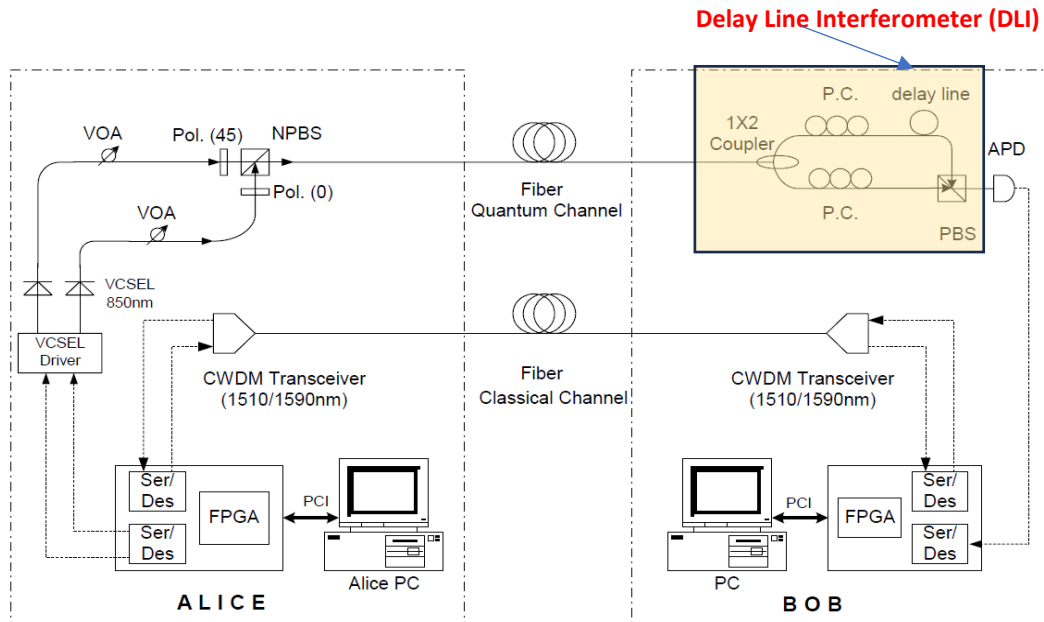 Delay Line Interferometer (DLI)
VOA
Pol. (45)
NPBS
Pol. (0)
VOA
VCSEL
850nm
VCSEL
Driver
Fiber
Quantum Channel
1X2
Coupler
P.C.
delay line
P.C.
PBS
APD
CWDM Transceiver
(1510/1590nm)
Fiber
Classical Channel
CWDM Transceiver
(1510/1590nm)
Ser/
Des
Ser/
Des
FPGA
PCI
Alice PC
ALICE
PC
PCI
FPGA
Ser/
Des
Ser/
Des
BOB